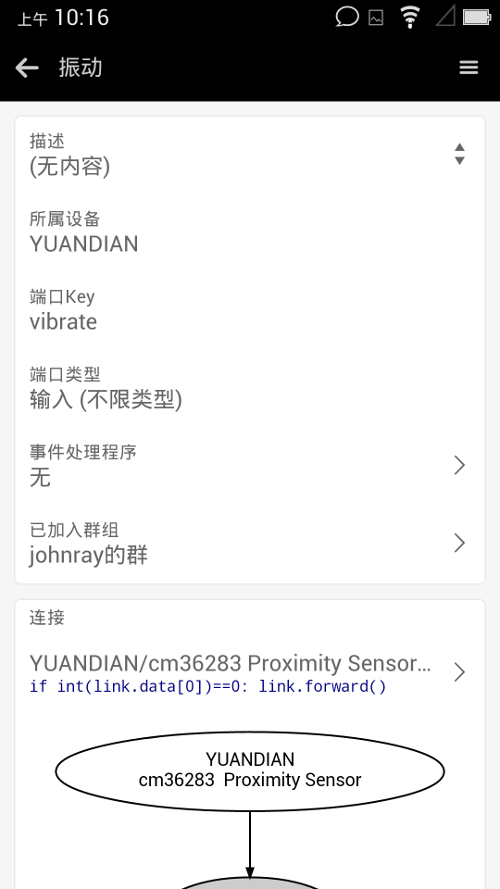 上午 10:16
振动
描述
(无内容)
所属设备
YUANDIAN
端口Key
vibrate
端口类型
输入 (不限类型)
事件处理程序
无
已加入群组
johnray的群
连接
YUANDIAN/cm36283 Proximity Sensor...
if int(link.data[0])==0: link.forward()
YUANDIAN
cm36283 Proximity Sensor